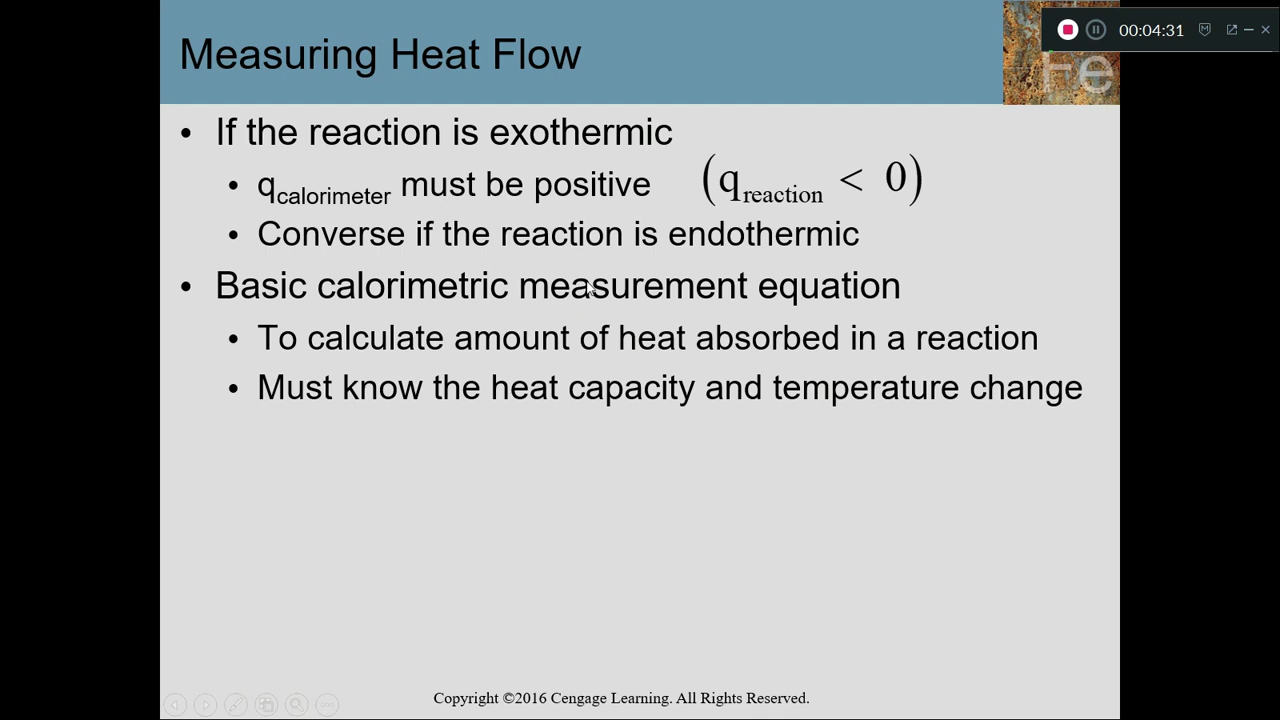 Measuring Heat Flow
00:04:31
Fe
• If the reaction is exothermic
• qcalorimeter must be positive (qreaction < 0)
• Converse if the reaction is endothermic
• Basic calorimetric measurement equation
• To calculate amount of heat absorbed in a reaction
• Must know the heat capacity and temperature change
Copyright ©2016 Cengage Learning. All Rights Reserved.